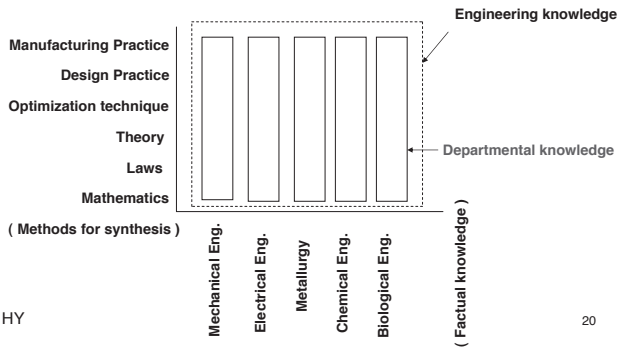 Engineering knowledge
Manufacturing Practice
Design Practice
Optimization technique
Theory
Departmental knowledge
Laws
Mathematics
( Methods for synthesis )
Mechanical Eng.
Electrical Eng.
Metallurgy
Chemical Eng.
Biological Eng.
( Factual knowledge )
HY
20